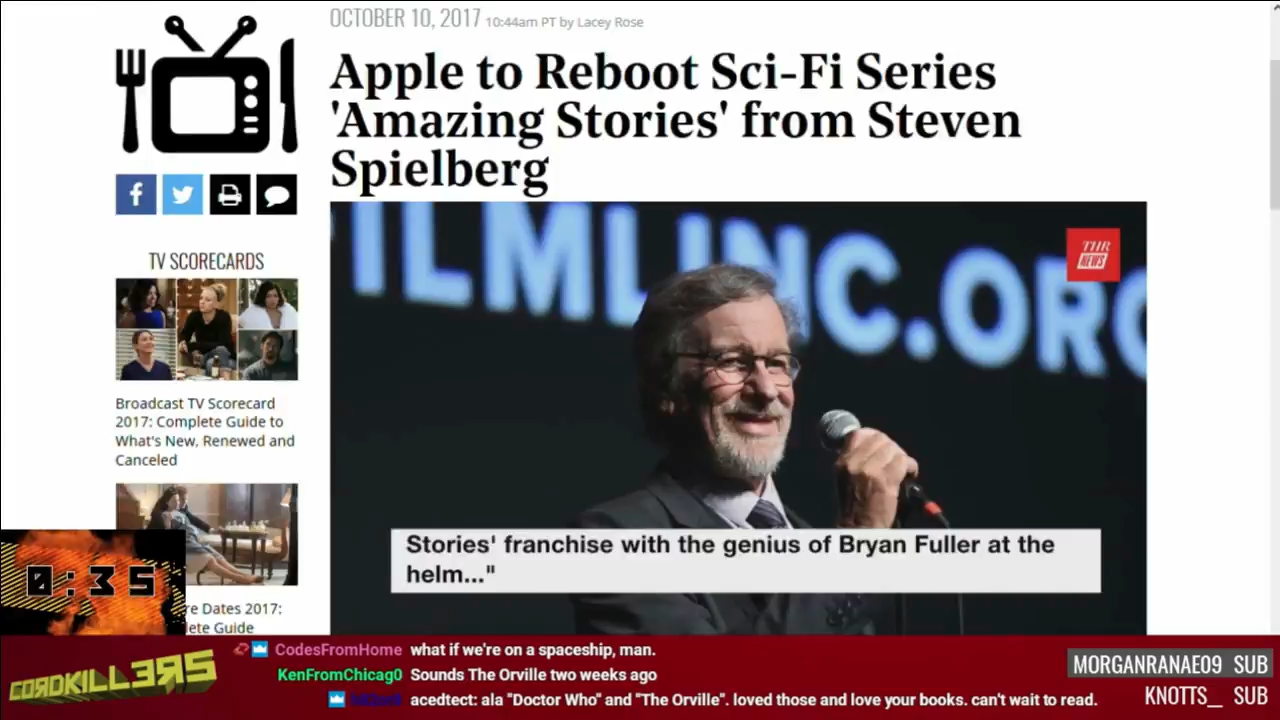 OCTOBER 10, 2017 10:44am PT by Lacey Rose
Apple to Reboot Sci-Fi Series
'Amazing Stories' from Steven
Spielberg
TV SCORECARDS
Broadcast TV Scorecard
2017: Complete Guide to
What's New, Renewed and
Canceled
re Dates 2017:
lete Guide
FILMLINC.ORG
THR
NEWS
Stories' franchise with the genius of Bryan Fuller at the
helm..."
0:35
CORDKILLERS
CodesFromHome what if we're on a spaceship, man.
KenFromChicag0 Sounds The Orville two weeks ago
acedtect: ala "Doctor Who" and "The Orville". loved those and love your books. can't wait to read.
MORGANRANAE09 SUB
KNOTTS_ SUB